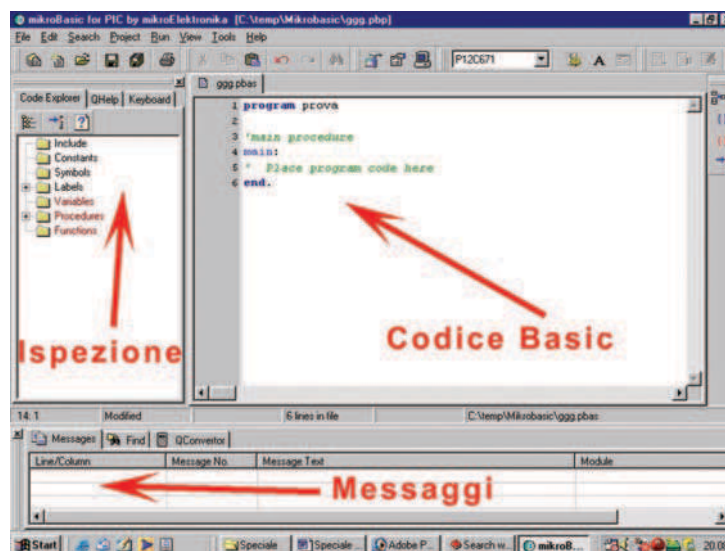 mikroBasic for PIC by mikroElektronika [C:\temp\Mikrobasic\ggg.pbp]
File Edit Search Project Run View Tools Help
P12C671
Code Explorer QHelp Keyboard
ggg.pbas
Include
Constants
Symbols
Labels
Variables
Procedures
Functions
1 program prova
2
3 'main procedure
4 main:
5 ' Place program code here
6 end.
Ispezione
Codice Basic
14: 1 Modified 6 lines in file C:\temp\Mikrobasic\ggg.pbas
Messages Find QConvertor
Line/Column Message No. Message Text Module
Messaggi
Start Speciale Speciale ... Adobe P... Search w... mikroB...